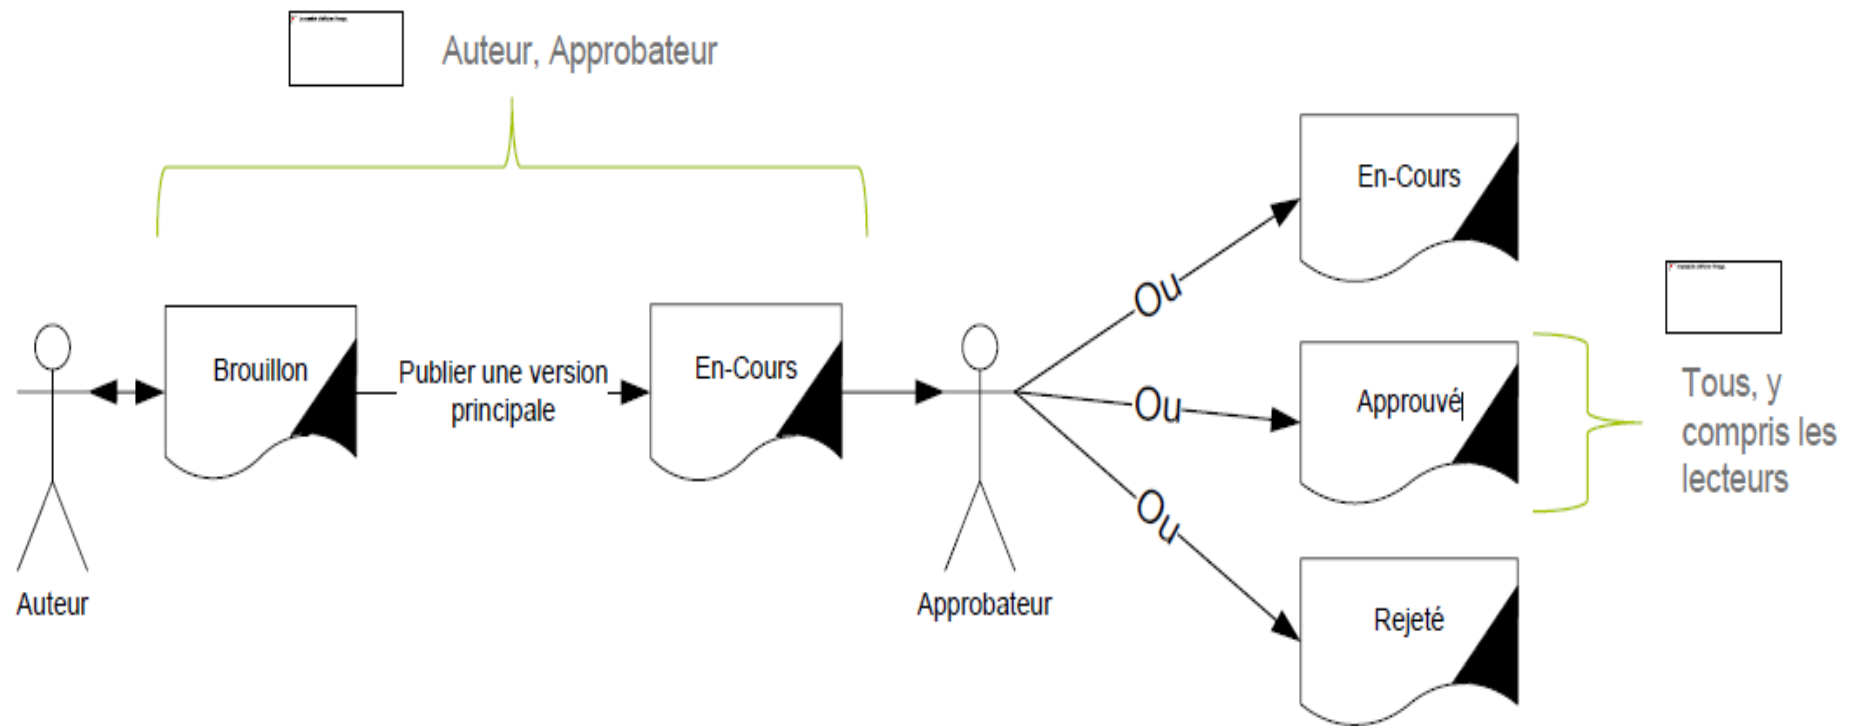 Auteur, Approbateur
En-Cours
Ou
Brouillon
Publier une version
principale
En-Cours
Ou
Approuvé
Tous, y
compris les
lecteurs
Ou
Auteur
Approbateur
Rejeté